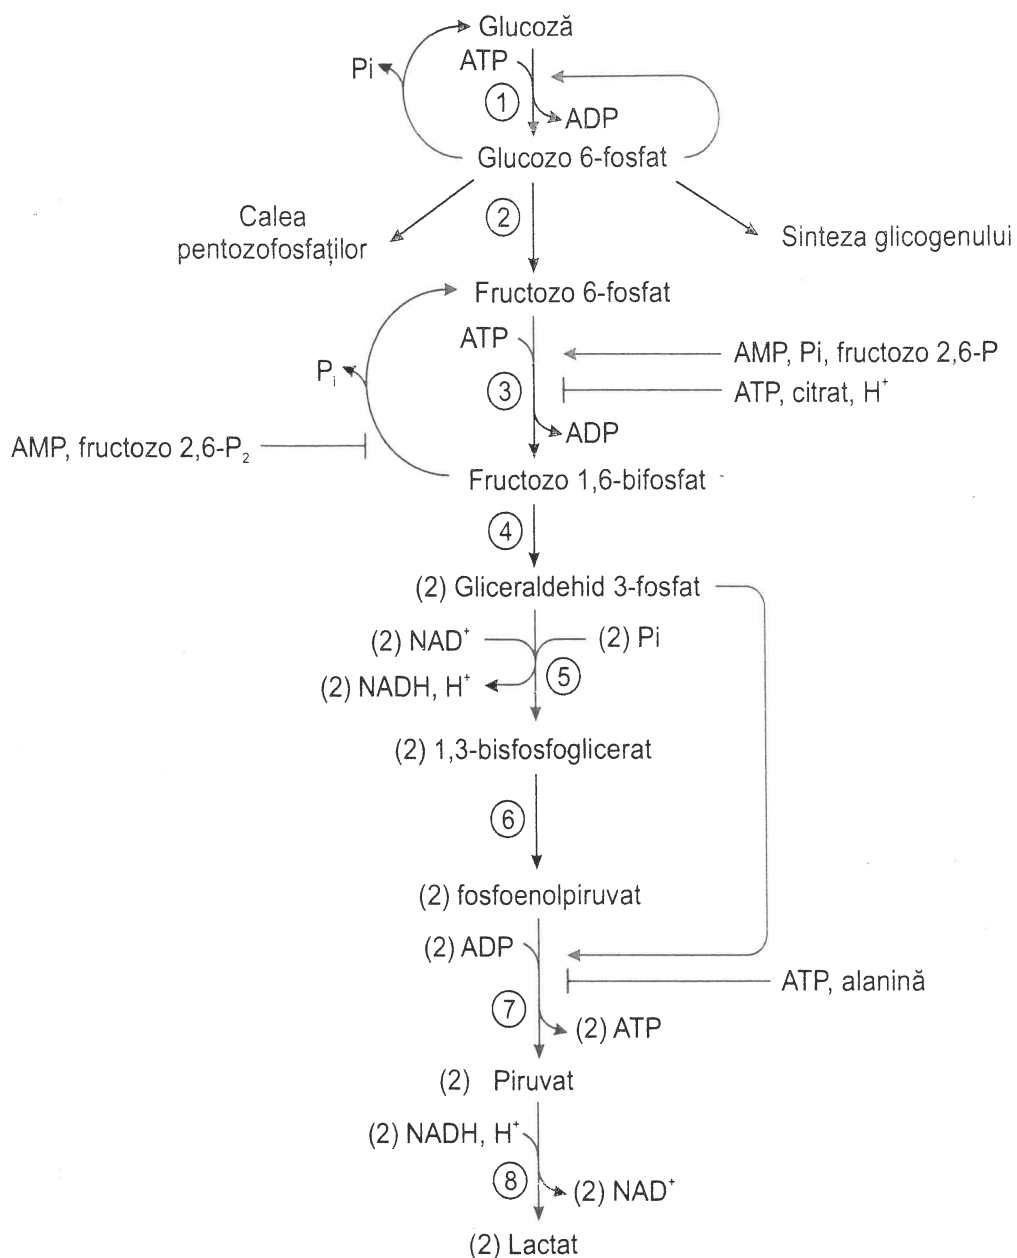 Glucoză
ATP
Pi
1
ADP
Glucozo 6-fosfat
Calea
pentozofosfaților
2
Sinteza glicogenului
Fructozo 6-fosfat
ATP
AMP, Pi, fructozo 2,6-P
Pi
3
ATP, citrat, H⁺
ADP
AMP, fructozo 2,6-P₂
Fructozo 1,6-bifosfat
4
(2) Gliceraldehid 3-fosfat
(2) NAD⁺
(2) Pi
(2) NADH, H⁺
5
(2) 1,3-bisfosfoglicerat
6
(2) fosfoenolpiruvat
(2) ADP
ATP, alanină
7
(2) ATP
(2) Piruvat
(2) NADH, H⁺
8
(2) NAD⁺
(2) Lactat